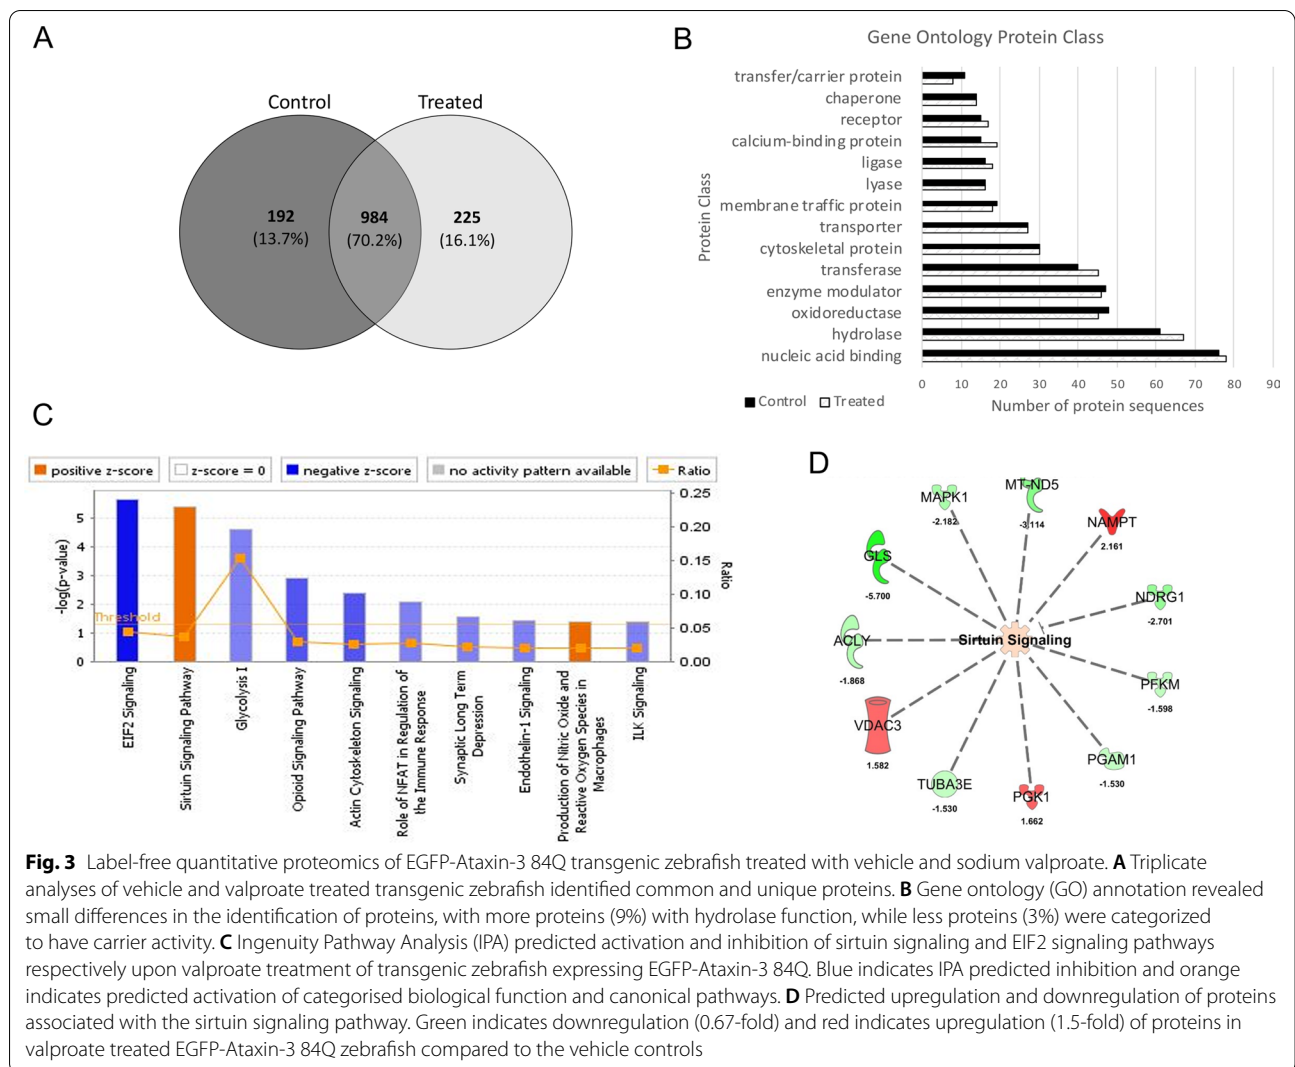 A
Control
Treated
192
(13.7%)
984
(70.2%)
225
(16.1%)
B
Gene Ontology Protein Class
Protein Class
transfer/carrier protein
chaperone
receptor
calcium-binding protein
ligase
lyase
membrane traffic protein
transporter
cytoskeletal protein
transferase
enzyme modulator
oxidoreductase
hydrolase
nucleic acid binding
0 10 20 30 40 50 60 70 80 90
Control Treated
Number of protein sequences
C
positive z-score
z-score = 0
negative z-score
no activity pattern available
Ratio
-log(p-value)
5
4
3
2
1
0
Threshold
0.25
0.20
0.15
0.10
0.05
0.00
Ratio
EIF2 Signaling
Sirtuin Signaling Pathway
Glycolysis I
Opioid Signaling Pathway
Actin Cytoskeleton Signaling
Role of NFAT in Regulation of
the Immune Response
Synaptic Long Term
Depression
Endothelin-1 Signaling
Production of Nitric Oxide and
Reactive Oxygen Species in
Macrophages
ILK Signaling
D
MAPK1
-2.182
MT-ND5
-3.114
NAMPT
2.161
GLS
-5.700
NDRG1
-2.701
ACLY
-1.868
Sirtuin Signaling
PFKM
-1.598
VDAC3
1.582
PGAM1
-1.530
TUBA3E
-1.530
PGK1
1.662
Fig. 3 Label-free quantitative proteomics of EGFP-Ataxin-3 84Q transgenic zebrafish treated with vehicle and sodium valproate. A Triplicate
analyses of vehicle and valproate treated transgenic zebrafish identified common and unique proteins. B Gene ontology (GO) annotation revealed
small differences in the identification of proteins, with more proteins (9%) with hydrolase function, while less proteins (3%) were categorized
to have carrier activity. C Ingenuity Pathway Analysis (IPA) predicted activation and inhibition of sirtuin signaling and EIF2 signaling pathways
respectively upon valproate treatment of transgenic zebrafish expressing EGFP-Ataxin-3 84Q. Blue indicates IPA predicted inhibition and orange
indicates predicted activation of categorised biological function and canonical pathways. D Predicted upregulation and downregulation of proteins
associated with the sirtuin signaling pathway. Green indicates downregulation (0.67-fold) and red indicates upregulation (1.5-fold) of proteins in
valproate treated EGFP-Ataxin-3 84Q zebrafish compared to the vehicle controls